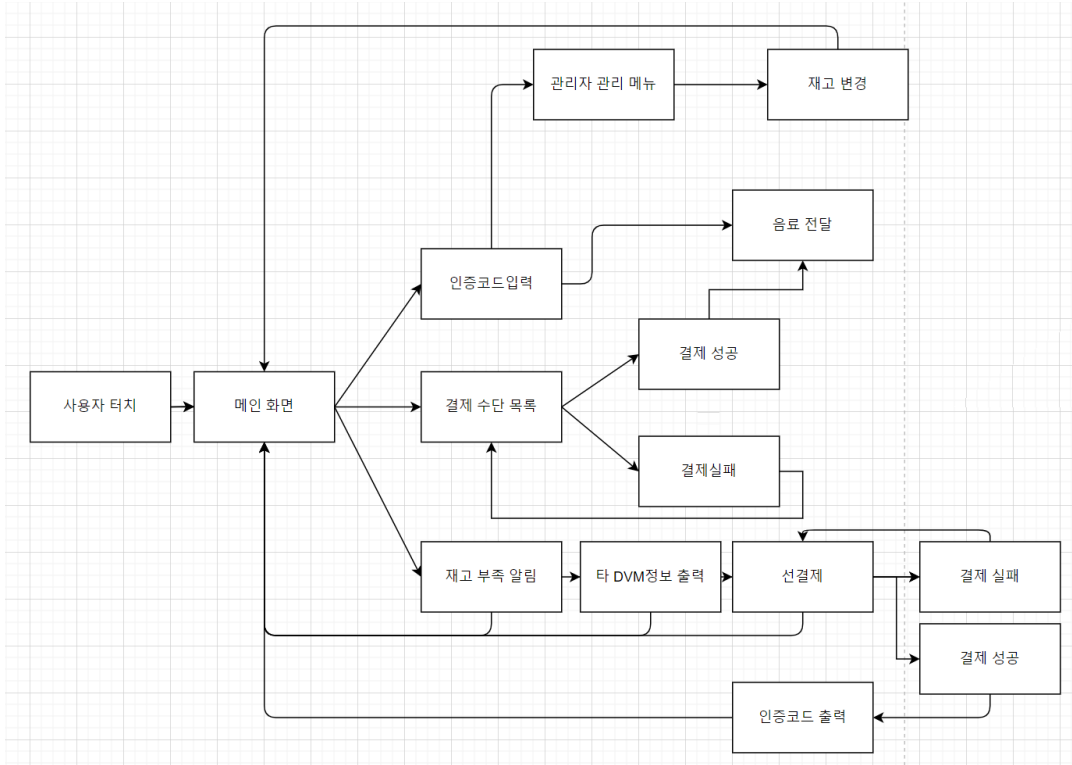 관리자 관리 메뉴
재고 변경
음료 전달
인증코드입력
결제 성공
사용자 터치
메인 화면
결제 수단 목록
결제실패
재고 부족 알림
타 DVM정보 출력
선결제
결제 실패
결제 성공
인증코드 출력